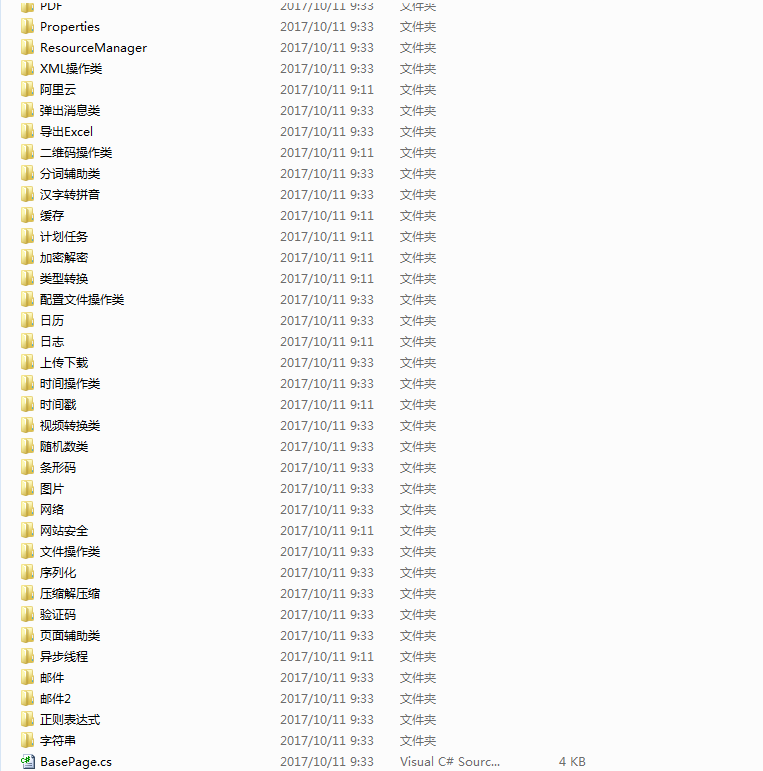 PDF 2017/10/11 9:33 文件夹
Properties 2017/10/11 9:33 文件夹
ResourceManager 2017/10/11 9:33 文件夹
XML操作类 2017/10/11 9:33 文件夹
阿里云 2017/10/11 9:11 文件夹
弹出消息类 2017/10/11 9:33 文件夹
导出Excel 2017/10/11 9:33 文件夹
二维码操作类 2017/10/11 9:11 文件夹
分词辅助类 2017/10/11 9:33 文件夹
汉字转拼音 2017/10/11 9:33 文件夹
缓存 2017/10/11 9:11 文件夹
计划任务 2017/10/11 9:11 文件夹
加密解密 2017/10/11 9:11 文件夹
类型转换 2017/10/11 9:11 文件夹
配置文件操作类 2017/10/11 9:33 文件夹
日历 2017/10/11 9:33 文件夹
日志 2017/10/11 9:11 文件夹
上传下载 2017/10/11 9:33 文件夹
时间操作类 2017/10/11 9:33 文件夹
时间戳 2017/10/11 9:11 文件夹
视频转换类 2017/10/11 9:33 文件夹
随机数类 2017/10/11 9:33 文件夹
条形码 2017/10/11 9:33 文件夹
图片 2017/10/11 9:33 文件夹
网络 2017/10/11 9:33 文件夹
网站安全 2017/10/11 9:11 文件夹
文件操作类 2017/10/11 9:33 文件夹
序列化 2017/10/11 9:33 文件夹
压缩解压缩 2017/10/11 9:33 文件夹
验证码 2017/10/11 9:33 文件夹
页面辅助类 2017/10/11 9:33 文件夹
异步线程 2017/10/11 9:11 文件夹
邮件 2017/10/11 9:33 文件夹
邮件2 2017/10/11 9:33 文件夹
正则表达式 2017/10/11 9:33 文件夹
字符串 2017/10/11 9:33 文件夹
BasePage.cs 2017/10/11 9:33 Visual C# Sourc... 4 KB